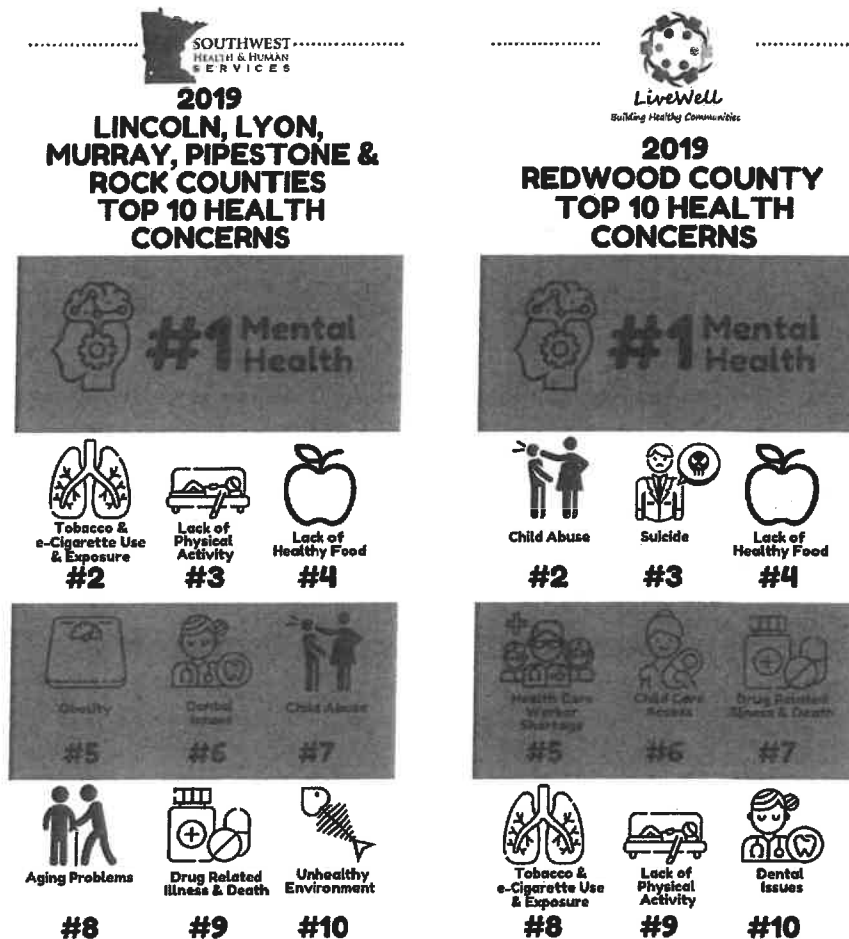 SOUTHWEST
HEALTH & HUMAN
SERVICES
2019
LINCOLN, LYON,
MURRAY, PIPESTONE &
ROCK COUNTIES
TOP 10 HEALTH
CONCERNS
#1 Mental
Health
Tobacco &
e-Cigarette Use
& Exposure
#2
Lack of
Physical
Activity
#3
Lack of
Healthy Food
#4
Obesity
#5
Dental
Issues
#6
Child Abuse
#7
Aging Problems
#8
Drug Related
Illness & Death
#9
Unhealthy
Environment
#10
LiveWell
Building Healthy Communities
2019
REDWOOD COUNTY
TOP 10 HEALTH
CONCERNS
#1 Mental
Health
Child Abuse
#2
Suicide
#3
Lack of
Healthy Food
#4
Health Care
Worker
Shortage
#5
Child Care
Access
#6
Drug Related
Illness & Death
#7
Tobacco &
e-Cigarette Use
& Exposure
#8
Lack of
Physical
Activity
#9
Dental
Issues
#10